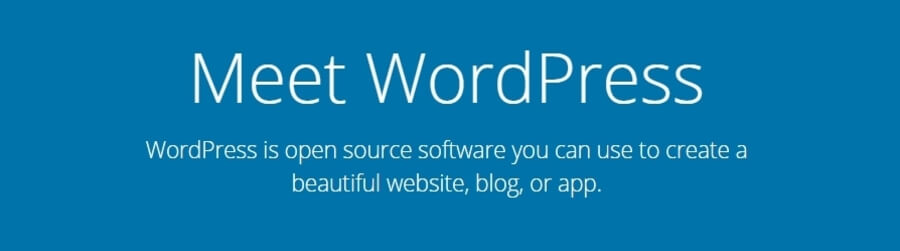 Meet WordPress
WordPress is open source software you can use to create a
beautiful website, blog, or app.